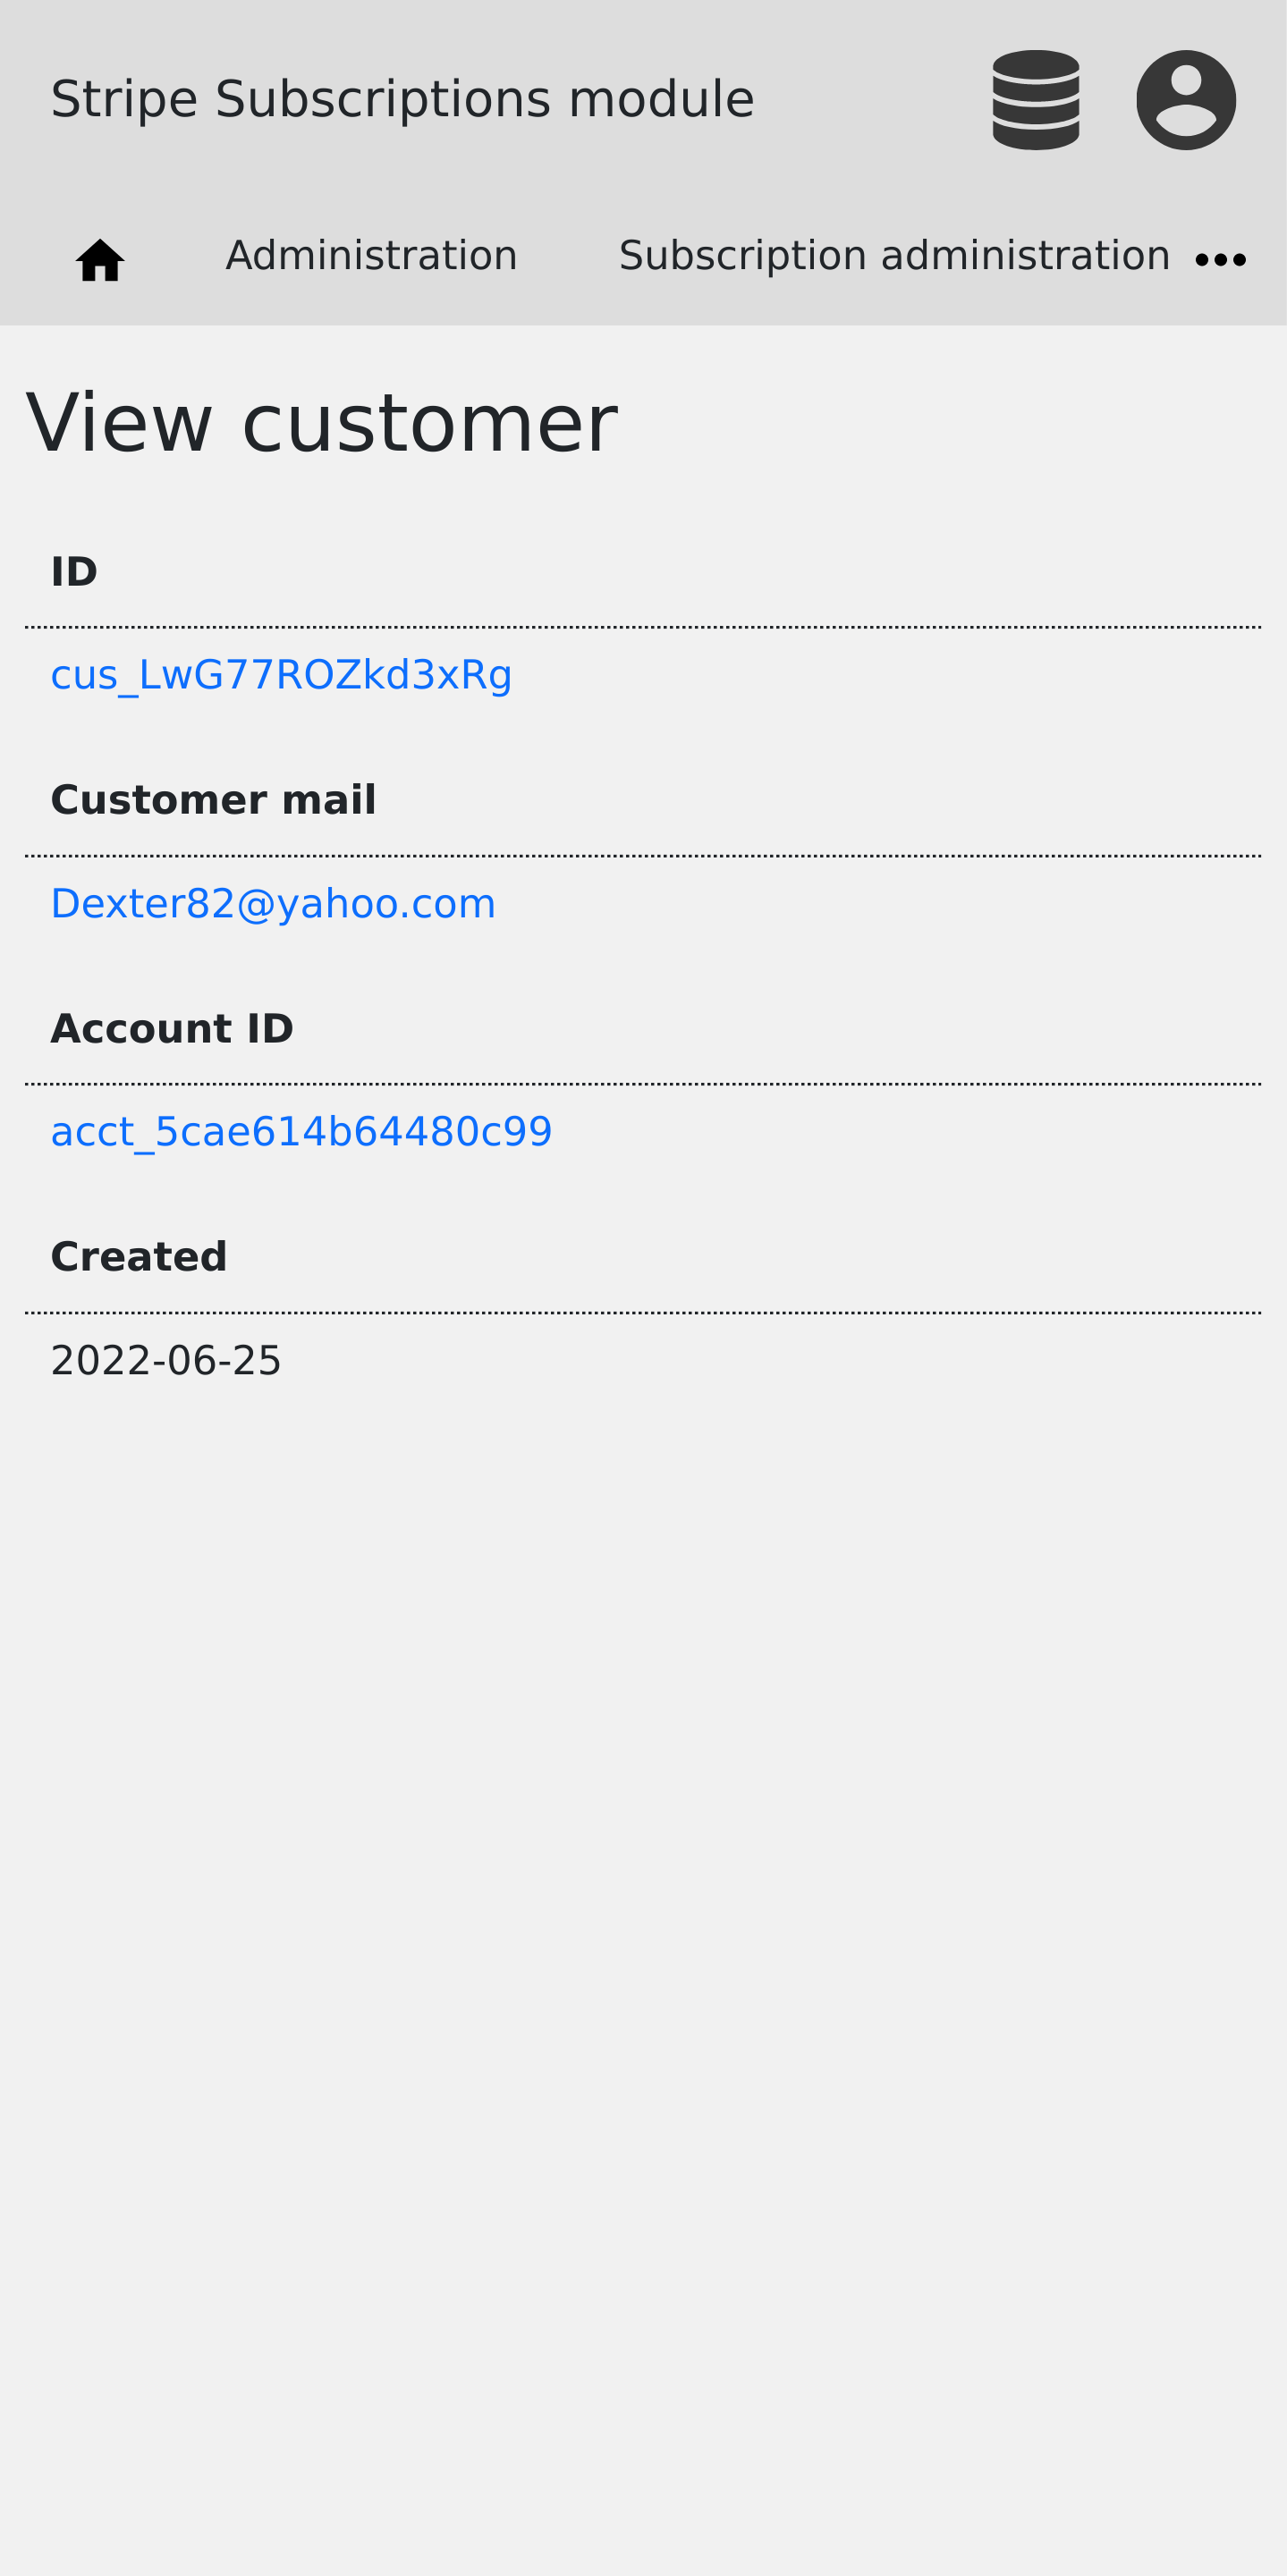 Stripe Subscriptions module
Administration Subscription administration
View customer
ID
cus_LwG77ROZkd3xRg
Customer mail
Dexter82@yahoo.com
Account ID
acct_5cae614b64480c99
Created
2022-06-25